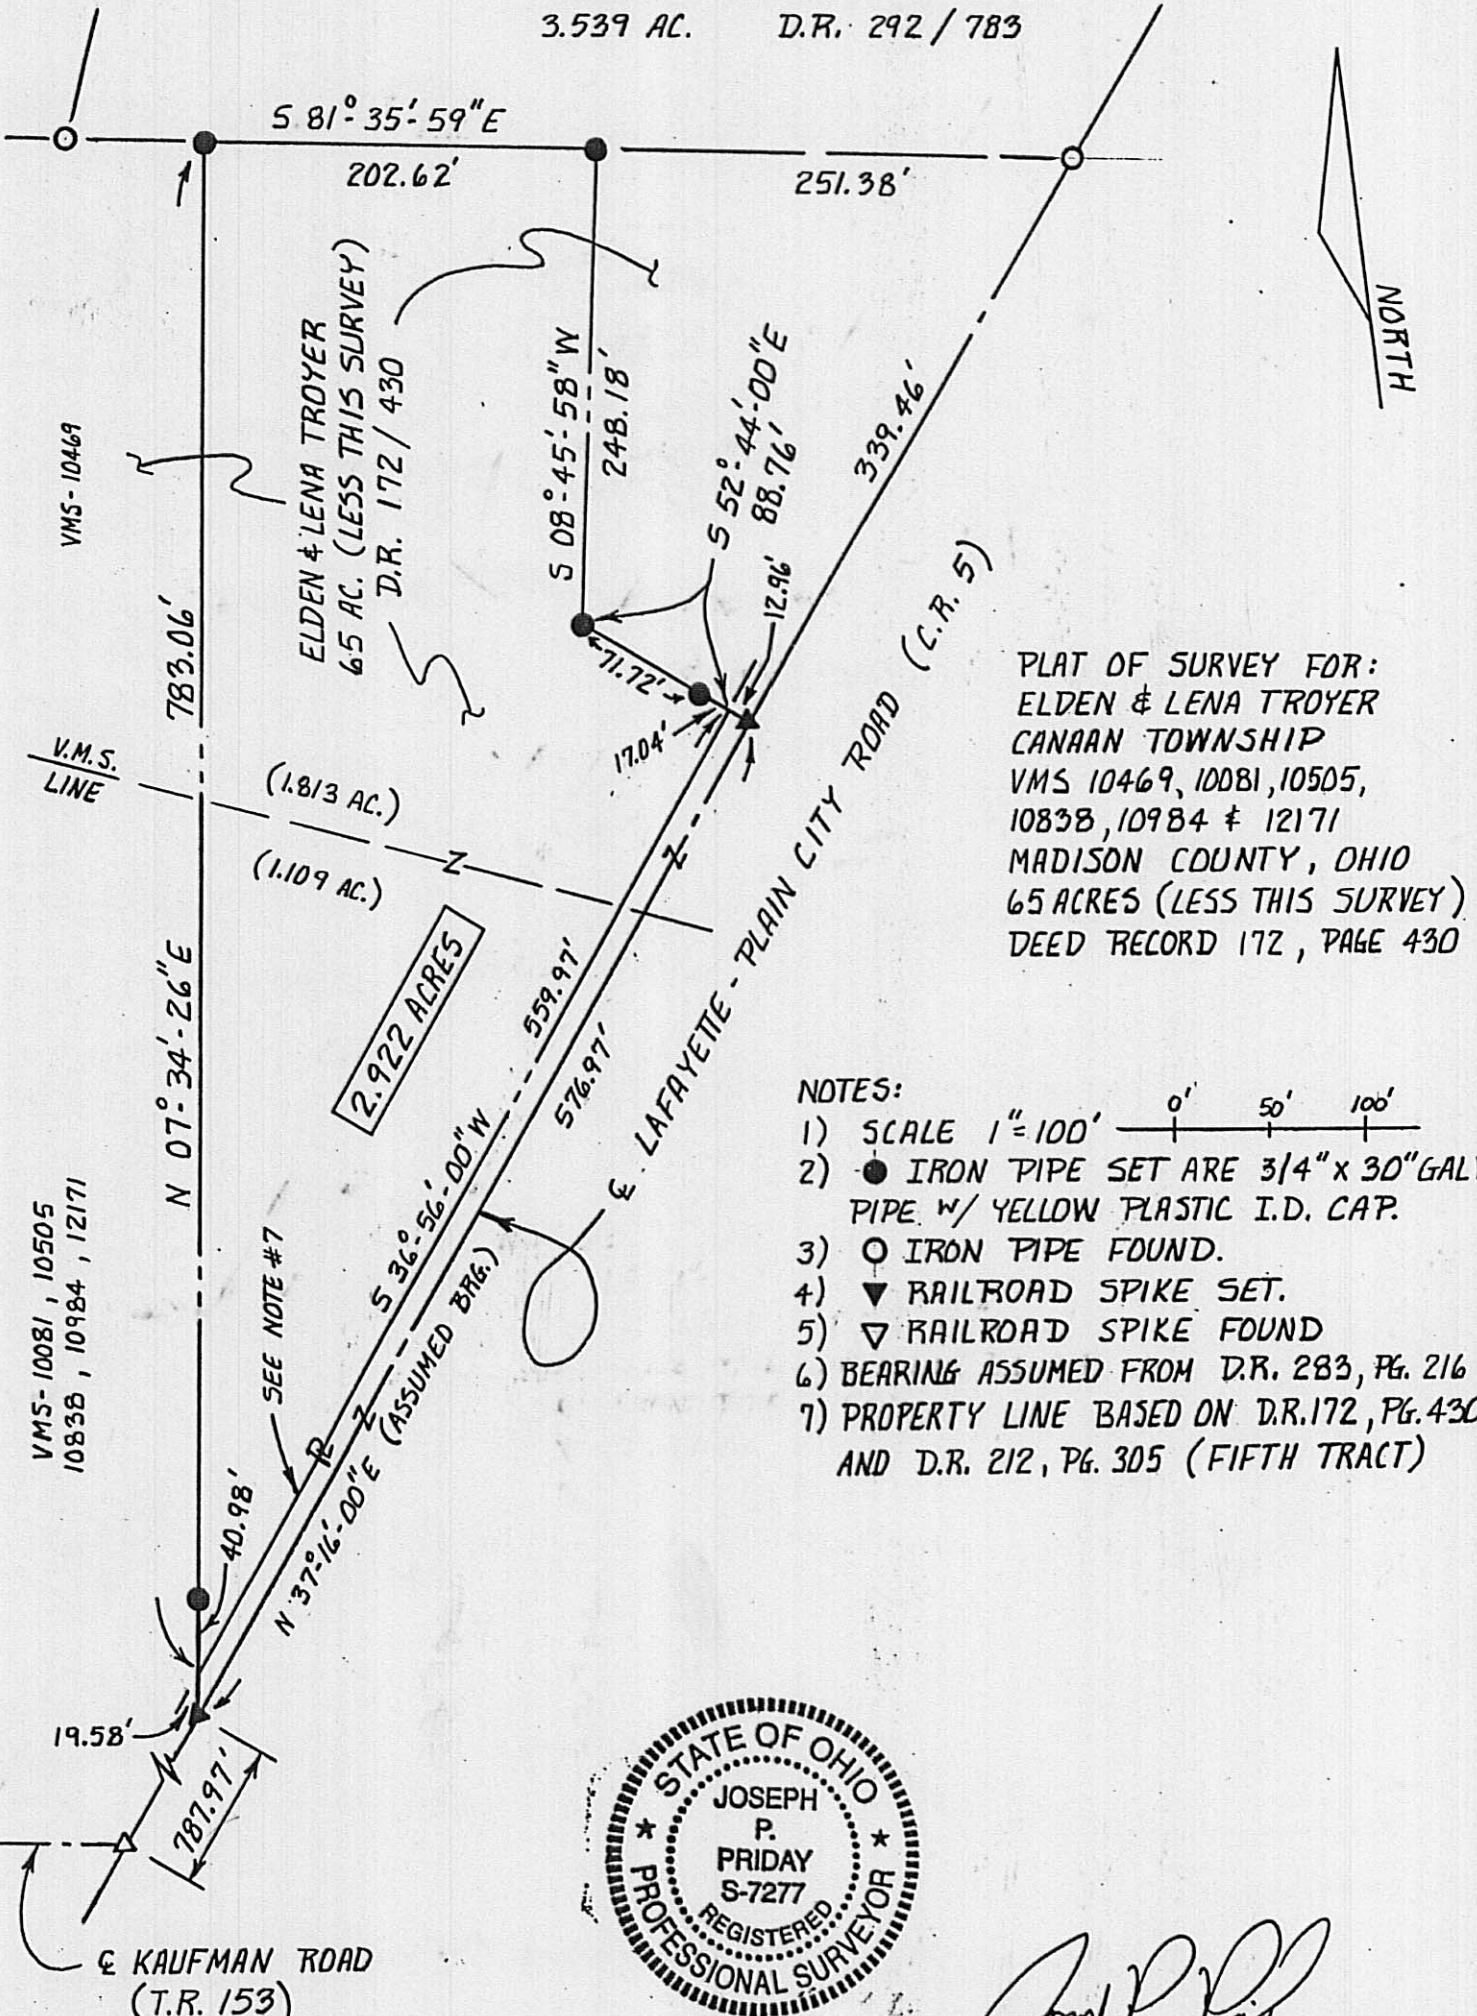 3.539 AC. D.R. 292 / 783
S 81°-35'-59"E
202.62'
251.38'
NORTH
ELDEN & LENA TROYER
65 AC. (LESS THIS SURVEY)
D.R. 172 / 430
VMS-10469
S 08°-45'-58"W
248.18'
S 52°-44'-00"E
88.76'
339.46'
12.96'
71.72'
17.04'
783.06'
N 07°-34'-26"E
V.M.S.
LINE
(1.813 AC.)
(1.109 AC.)
2.922 ACRES
559.97'
576.97'
S 36°-56'-00"W
N 37°-16'-00"E (ASSUMED BRG.)
℄ LAFAYETTE - PLAIN CITY ROAD (C.R. 5)
PLAT OF SURVEY FOR:
ELDEN & LENA TROYER
CANAAN TOWNSHIP
VMS 10469, 10081, 10505,
10838, 10984 & 12171
MADISON COUNTY, OHIO
65 ACRES (LESS THIS SURVEY)
DEED RECORD 172, PAGE 430
NOTES:
1) SCALE 1"=100' 0' 50' 100'
2) ● IRON PIPE SET ARE 3/4" x 30" GAL
PIPE W/ YELLOW PLASTIC I.D. CAP.
3) O IRON PIPE FOUND.
4) ▼ RAILROAD SPIKE SET.
5) ▽ RAILROAD SPIKE FOUND
6) BEARING ASSUMED FROM D.R. 283, PG. 216
7) PROPERTY LINE BASED ON D.R.172, PG.430
AND D.R. 212, PG. 305 (FIFTH TRACT)
VMS-10081, 10505
10838, 10984, 12171
SEE NOTE #7
P
Z
Z
Z
40.98'
19.58'
787.97'
℄ KAUFMAN ROAD
(T.R. 153)
STATE OF OHIO
JOSEPH
P.
PRIDAY
S-7277
REGISTERED
PROFESSIONAL SURVEYOR